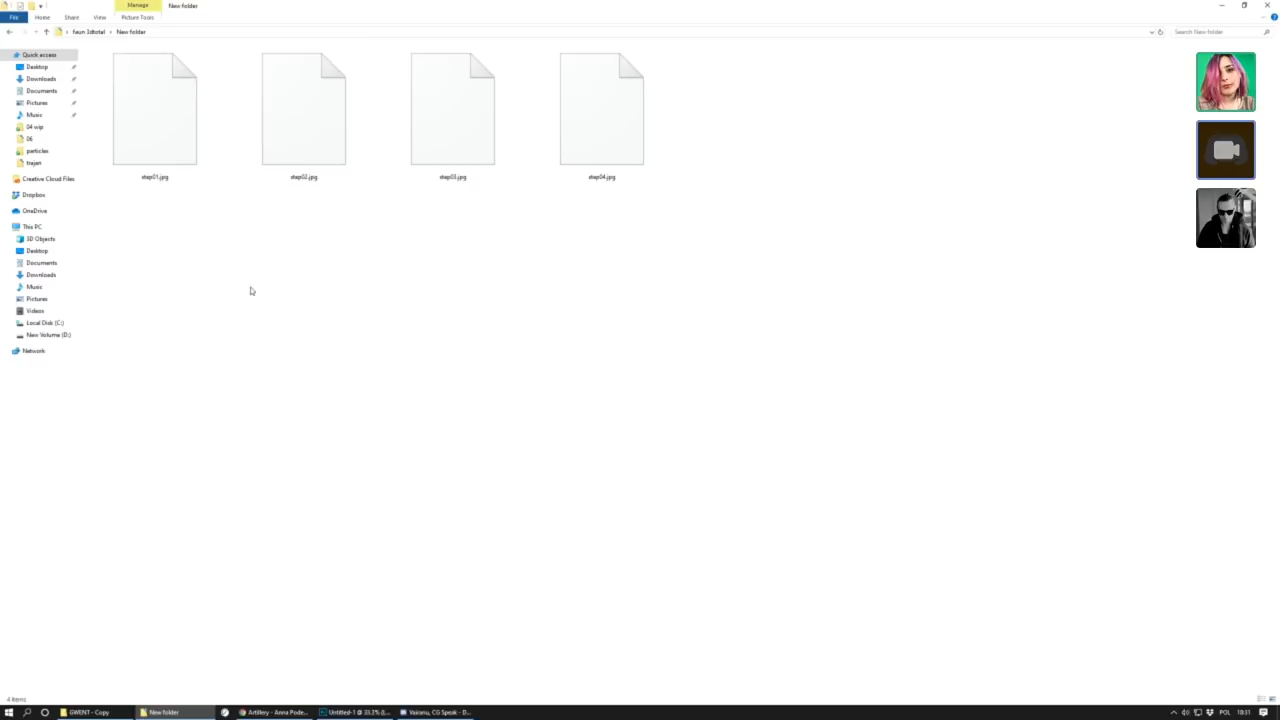 Manage
New folder
File
Home
Share
View
Picture Tools
faun 3dtotal
New folder
Search New folder
Quick access
Desktop
Downloads
Documents
Pictures
Music
04 wip
06
particles
trajan
Creative Cloud Files
Dropbox
OneDrive
This PC
3D Objects
Desktop
Documents
Downloads
Music
Pictures
Videos
Local Disk (C:)
New Volume (D:)
Network
step01.jpg
step02.jpg
step03.jpg
step04.jpg
4 items
GWENT - Copy
New folder
Artillery - Anna Pode...
Untitled-1 @ 33,3% (L...
CG Speak - D...
POL
18:31